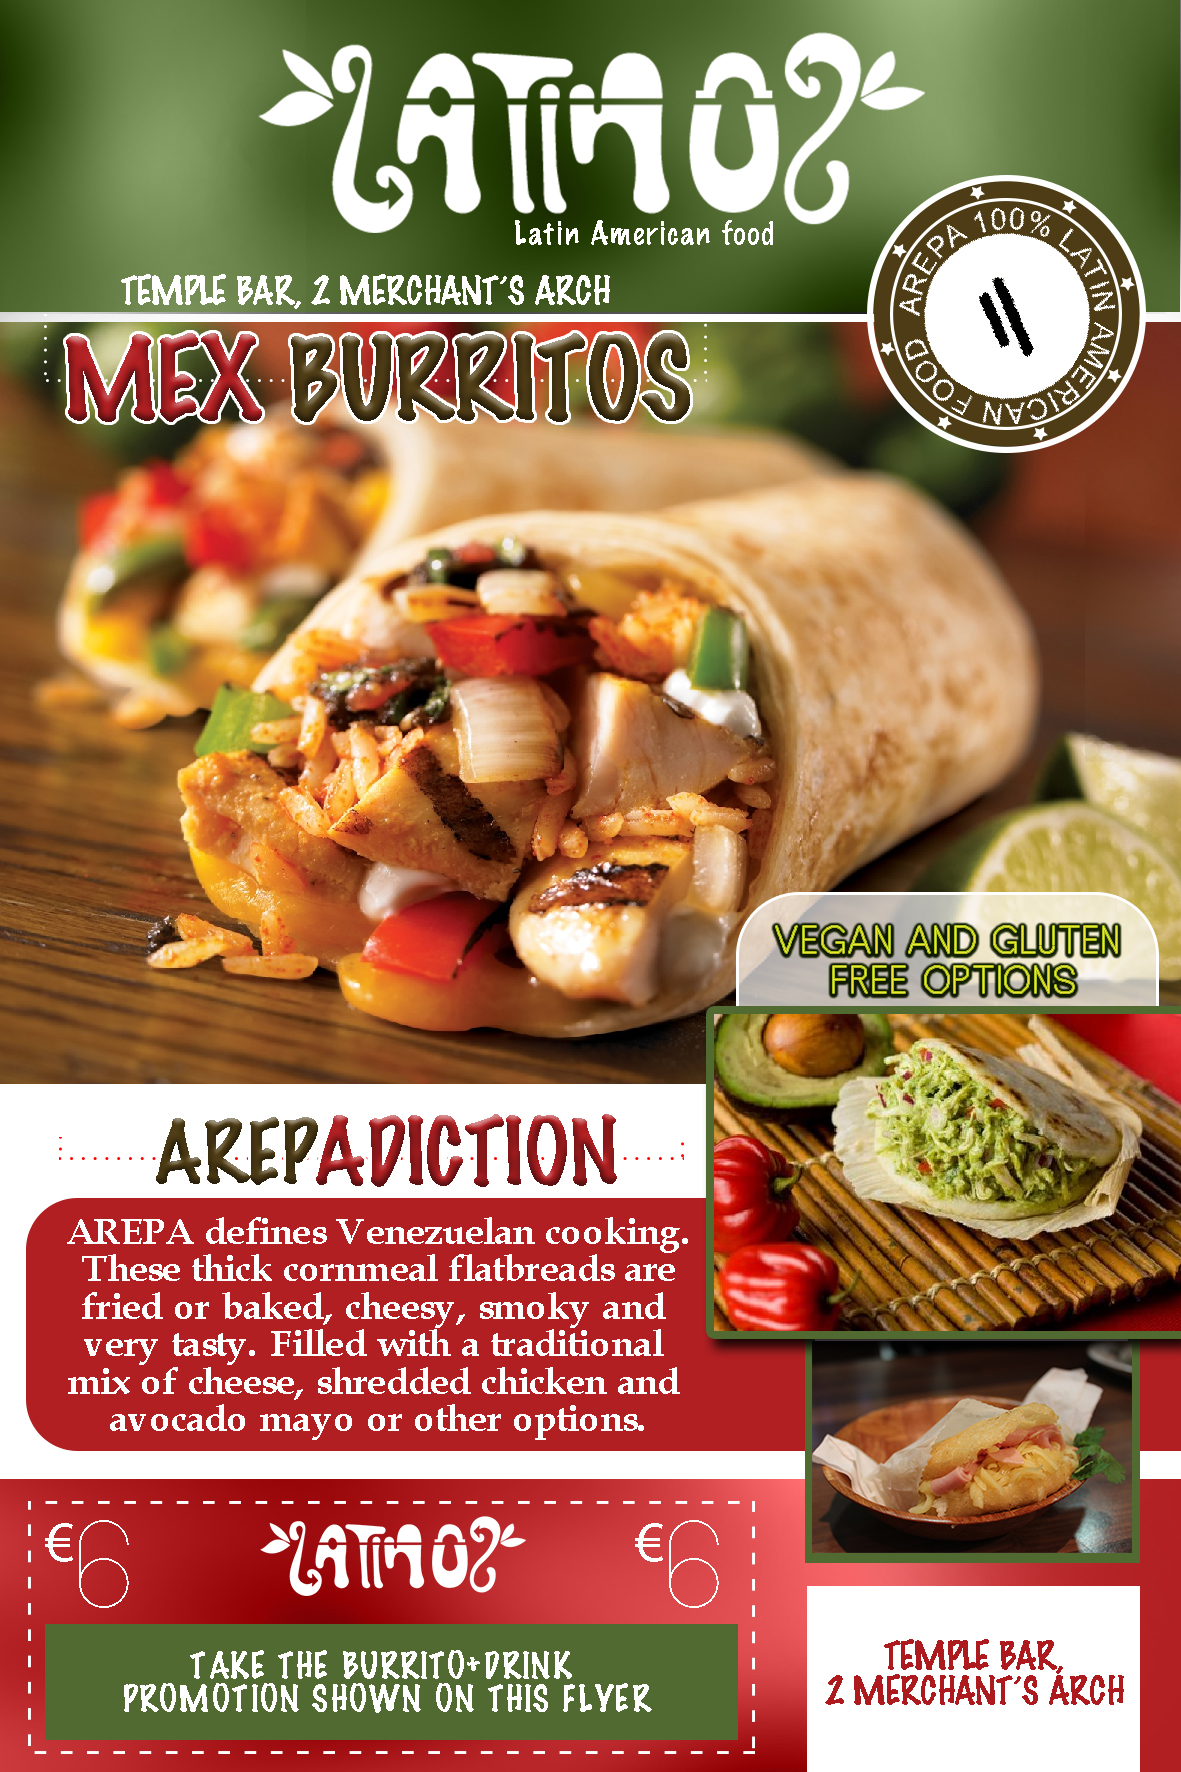 LATINOS
Latin American food
TEMPLE BAR, 2 MERCHANT'S ARCH
AREPA 100% LATIN AMERICAN FOOD
MEX BURRITOS
VEGAN AND GLUTEN
FREE OPTIONS
AREPADICTION
AREPA defines Venezuelan cooking.
These thick cornmeal flatbreads are
fried or baked, cheesy, smoky and
very tasty. Filled with a traditional
mix of cheese, shredded chicken and
avocado mayo or other options.
€6 LATINOS €6
TAKE THE BURRITO+DRINK
PROMOTION SHOWN ON THIS FLYER
TEMPLE BAR,
2 MERCHANT'S ARCH